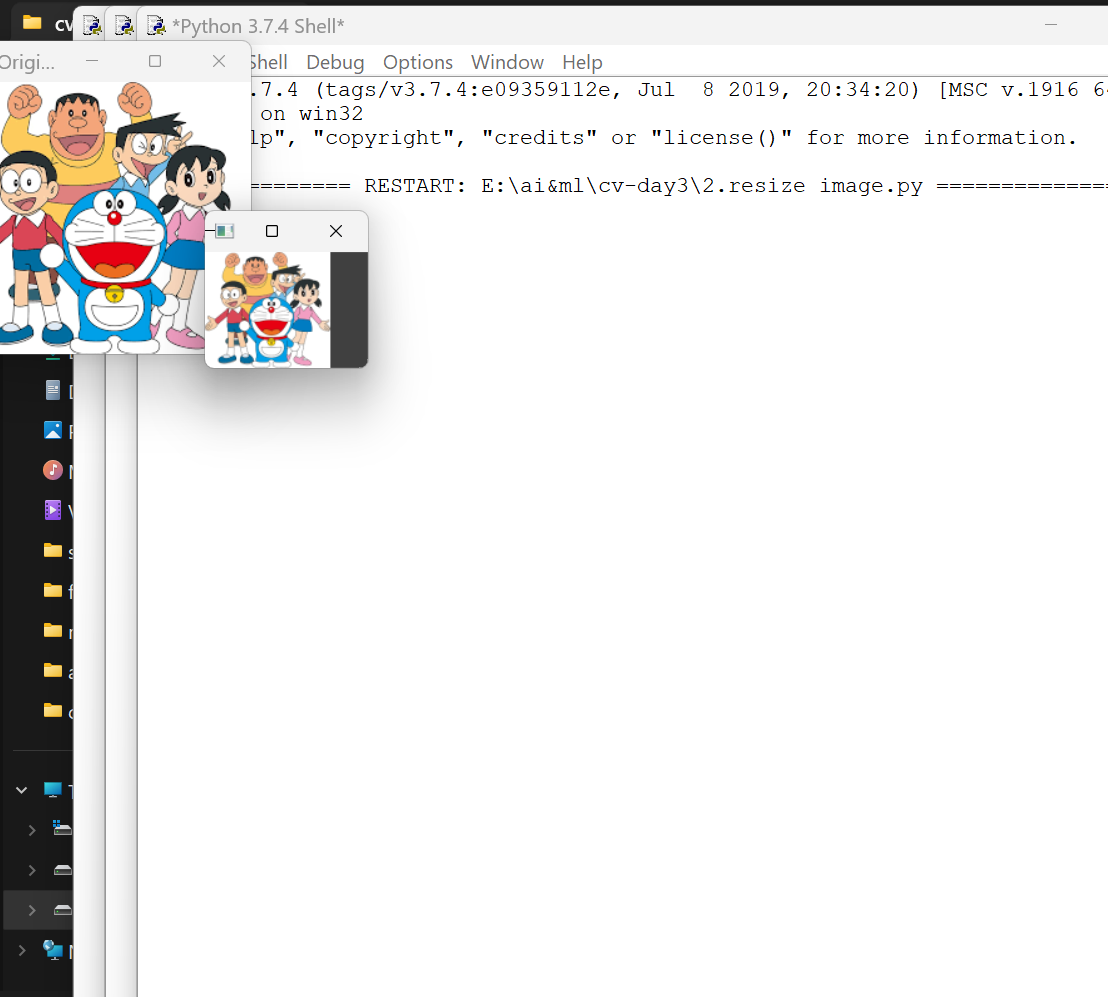 cv
*Python 3.7.4 Shell*
Origi...
Shell Debug Options Window Help
.7.4 (tags/v3.7.4:e09359112e, Jul 8 2019, 20:34:20) [MSC v.1916 6
on win32
lp", "copyright", "credits" or "license()" for more information.
======== RESTART: E:\ai&ml\cv-day3\2.resize image.py ==============